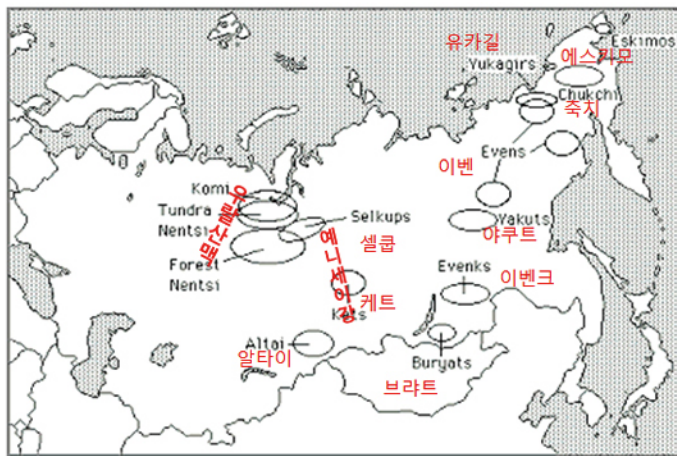 유카길
Eskimos
에스키모
Yukagirs
Chukchi
축치
이벤
Evens
Komi
우랄산맥
Tundra
Nentsi
Selkups
Yakuts
야쿠트
셀쿱
예니세이강
Forest
Nentsi
Evenks
이벤크
케트
Kets
Altai
알타이
Buryats
브랴트